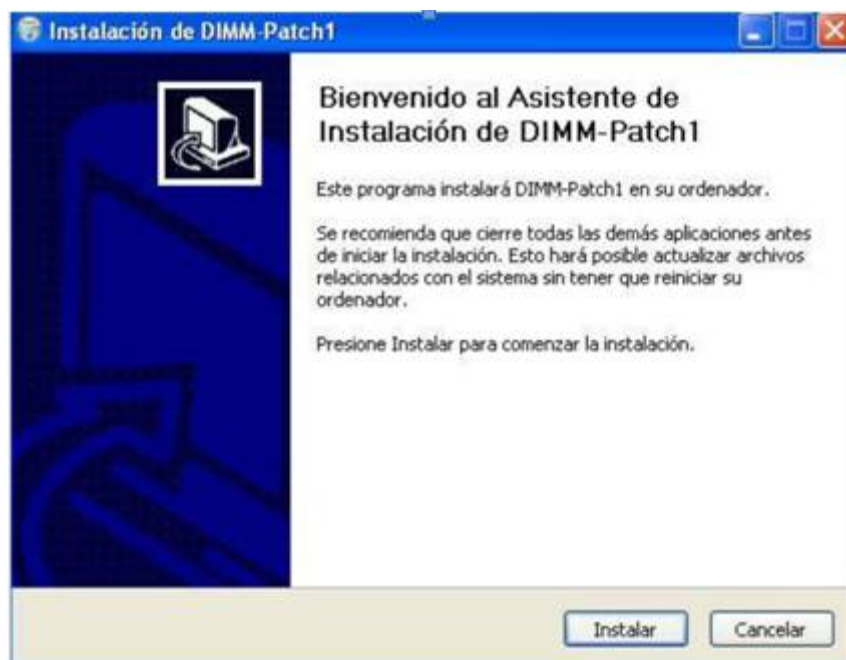 Instalación de DIMM-Patch1
Bienvenido al Asistente de
Instalación de DIMM-Patch1
Este programa instalará DIMM-Patch1 en su ordenador.
Se recomienda que cierre todas las demás aplicaciones antes
de iniciar la instalación. Esto hará posible actualizar archivos
relacionados con el sistema sin tener que reiniciar su
ordenador.
Presione Instalar para comenzar la instalación.
Instalar
Cancelar